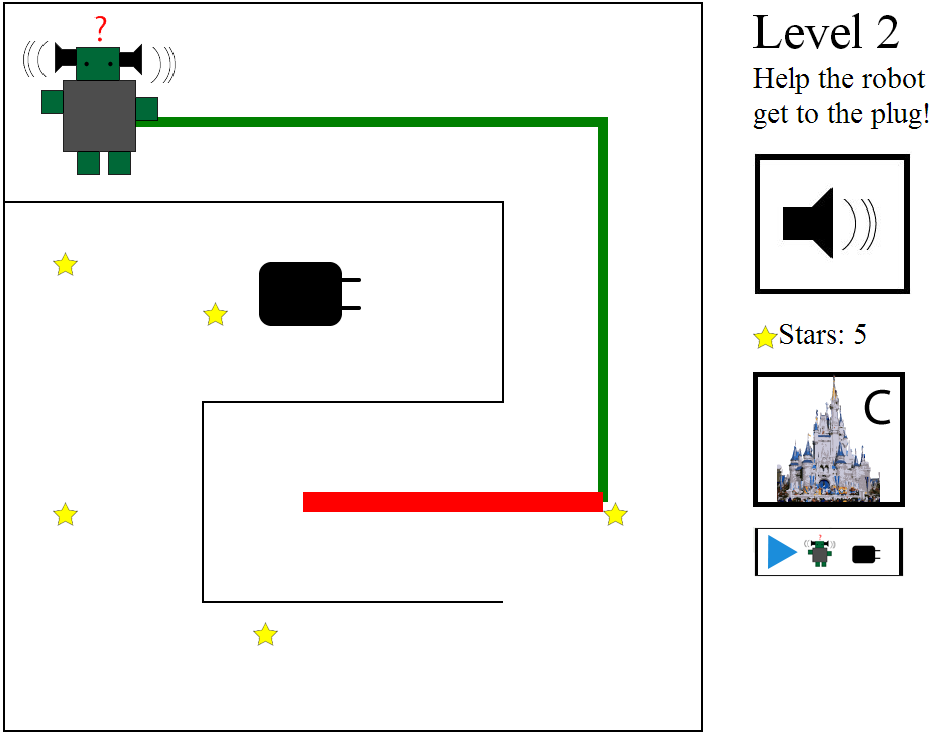 ?
Level 2
Help the robot
get to the plug!
Stars: 5
C
?